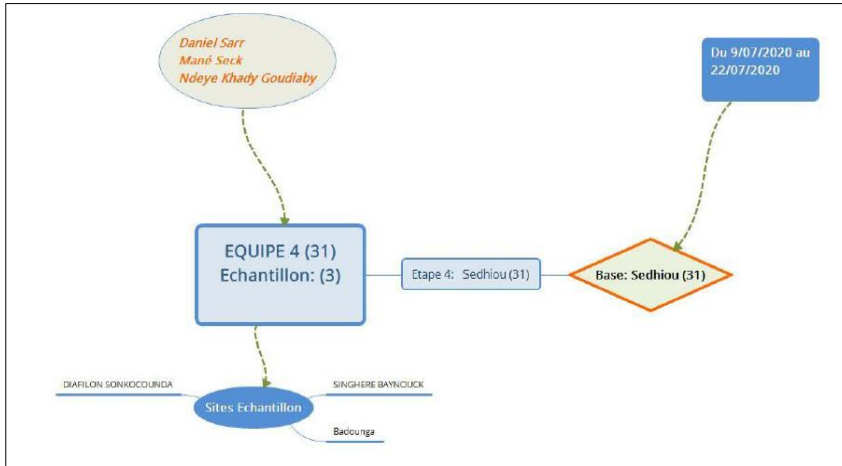 Daniel Sarr
Mané Seck
Ndeye Khady Goudiaby
Du 9/07/2020 au
22/07/2020
EQUIPE 4 (31)
Echantillon: (3)
Etape 4: Sedhiou (31)
Base: Sedhiou (31)
DIAFILON SONKOCOUNDA
SINGHERE BAYNOUCK
Sites Echantillon
Badounga